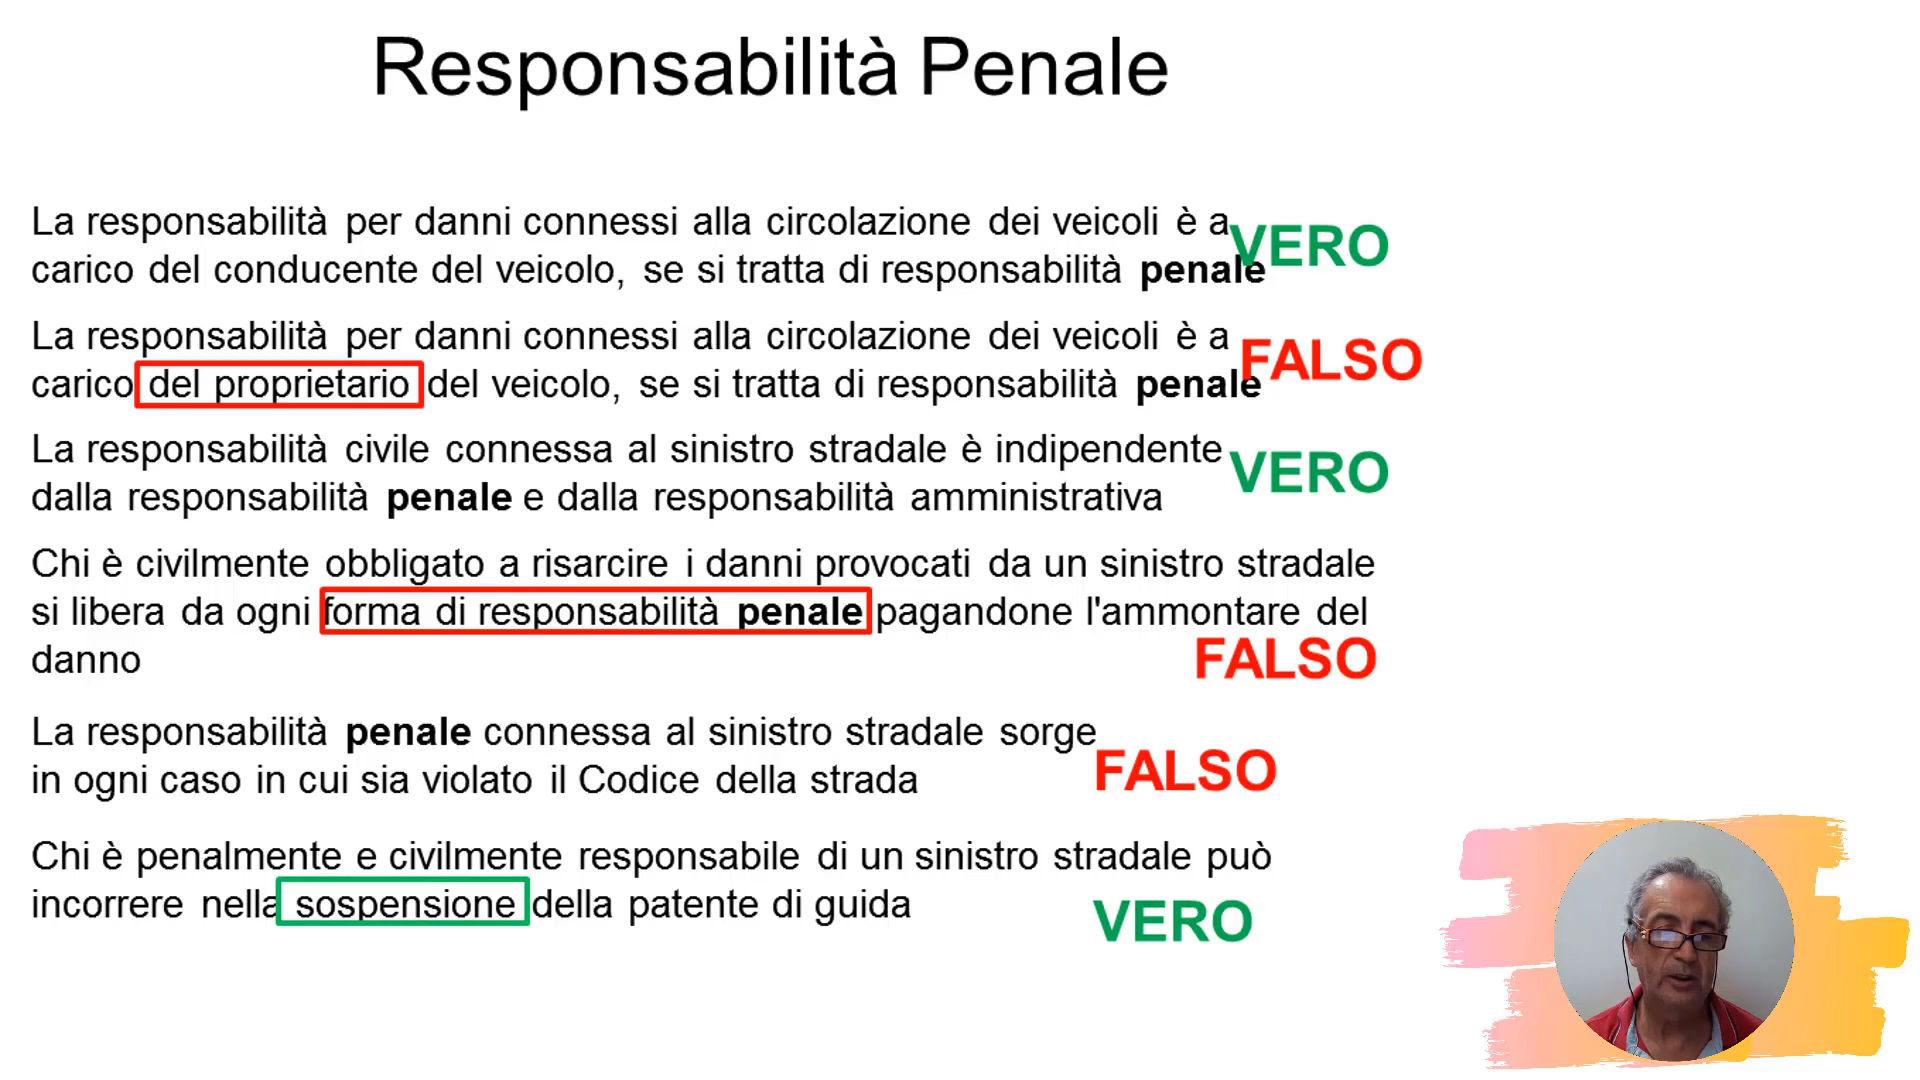 Responsabilità Penale
La responsabilità per danni connessi alla circolazione dei veicoli è a
carico del conducente del veicolo, se si tratta di responsabilità penale
VERO
La responsabilità per danni connessi alla circolazione dei veicoli è a
carico del proprietario del veicolo, se si tratta di responsabilità penale
FALSO
La responsabilità civile connessa al sinistro stradale è indipendente
dalla responsabilità penale e dalla responsabilità amministrativa
VERO
Chi è civilmente obbligato a risarcire i danni provocati da un sinistro stradale
si libera da ogni forma di responsabilità penale pagandone l'ammontare del
danno
FALSO
La responsabilità penale connessa al sinistro stradale sorge
in ogni caso in cui sia violato il Codice della strada
FALSO
Chi è penalmente e civilmente responsabile di un sinistro stradale può
incorrere nella sospensione della patente di guida
VERO